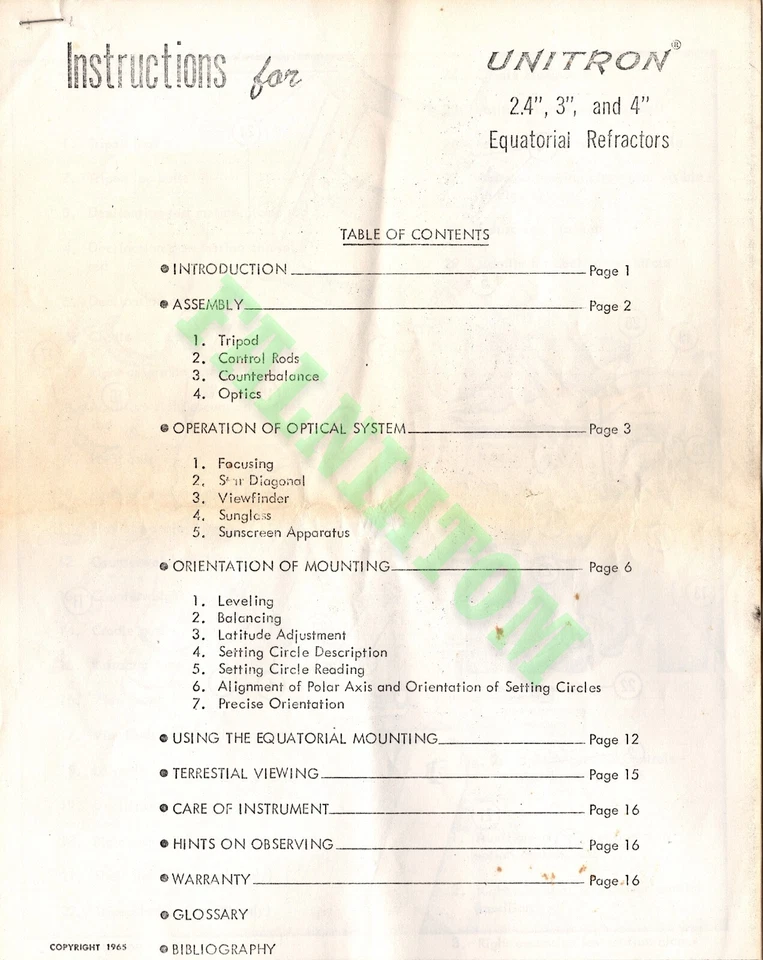 Instructions for
UNITRON®
2.4", 3", and 4"
Equatorial Refractors
TABLE OF CONTENTS
INTRODUCTION Page 1
ASSEMBLY Page 2
1. Tripod
2. Control Rods
3. Counterbalance
4. Optics
OPERATION OF OPTICAL SYSTEM Page 3
1. Focusing
2. Star Diagonal
3. Viewfinder
4. Sunglass
5. Sunscreen Apparatus
ORIENTATION OF MOUNTING Page 6
1. Leveling
2. Balancing
3. Latitude Adjustment
4. Setting Circle Description
5. Setting Circle Reading
6. Alignment of Polar Axis and Orientation of Setting Circles
7. Precise Orientation
USING THE EQUATORIAL MOUNTING Page 12
TERRESTIAL VIEWING Page 15
CARE OF INSTRUMENT Page 16
HINTS ON OBSERVING Page 16
WARRANTY Page 16
GLOSSARY
BIBLIOGRAPHY
COPYRIGHT 1965
FALNIATOM